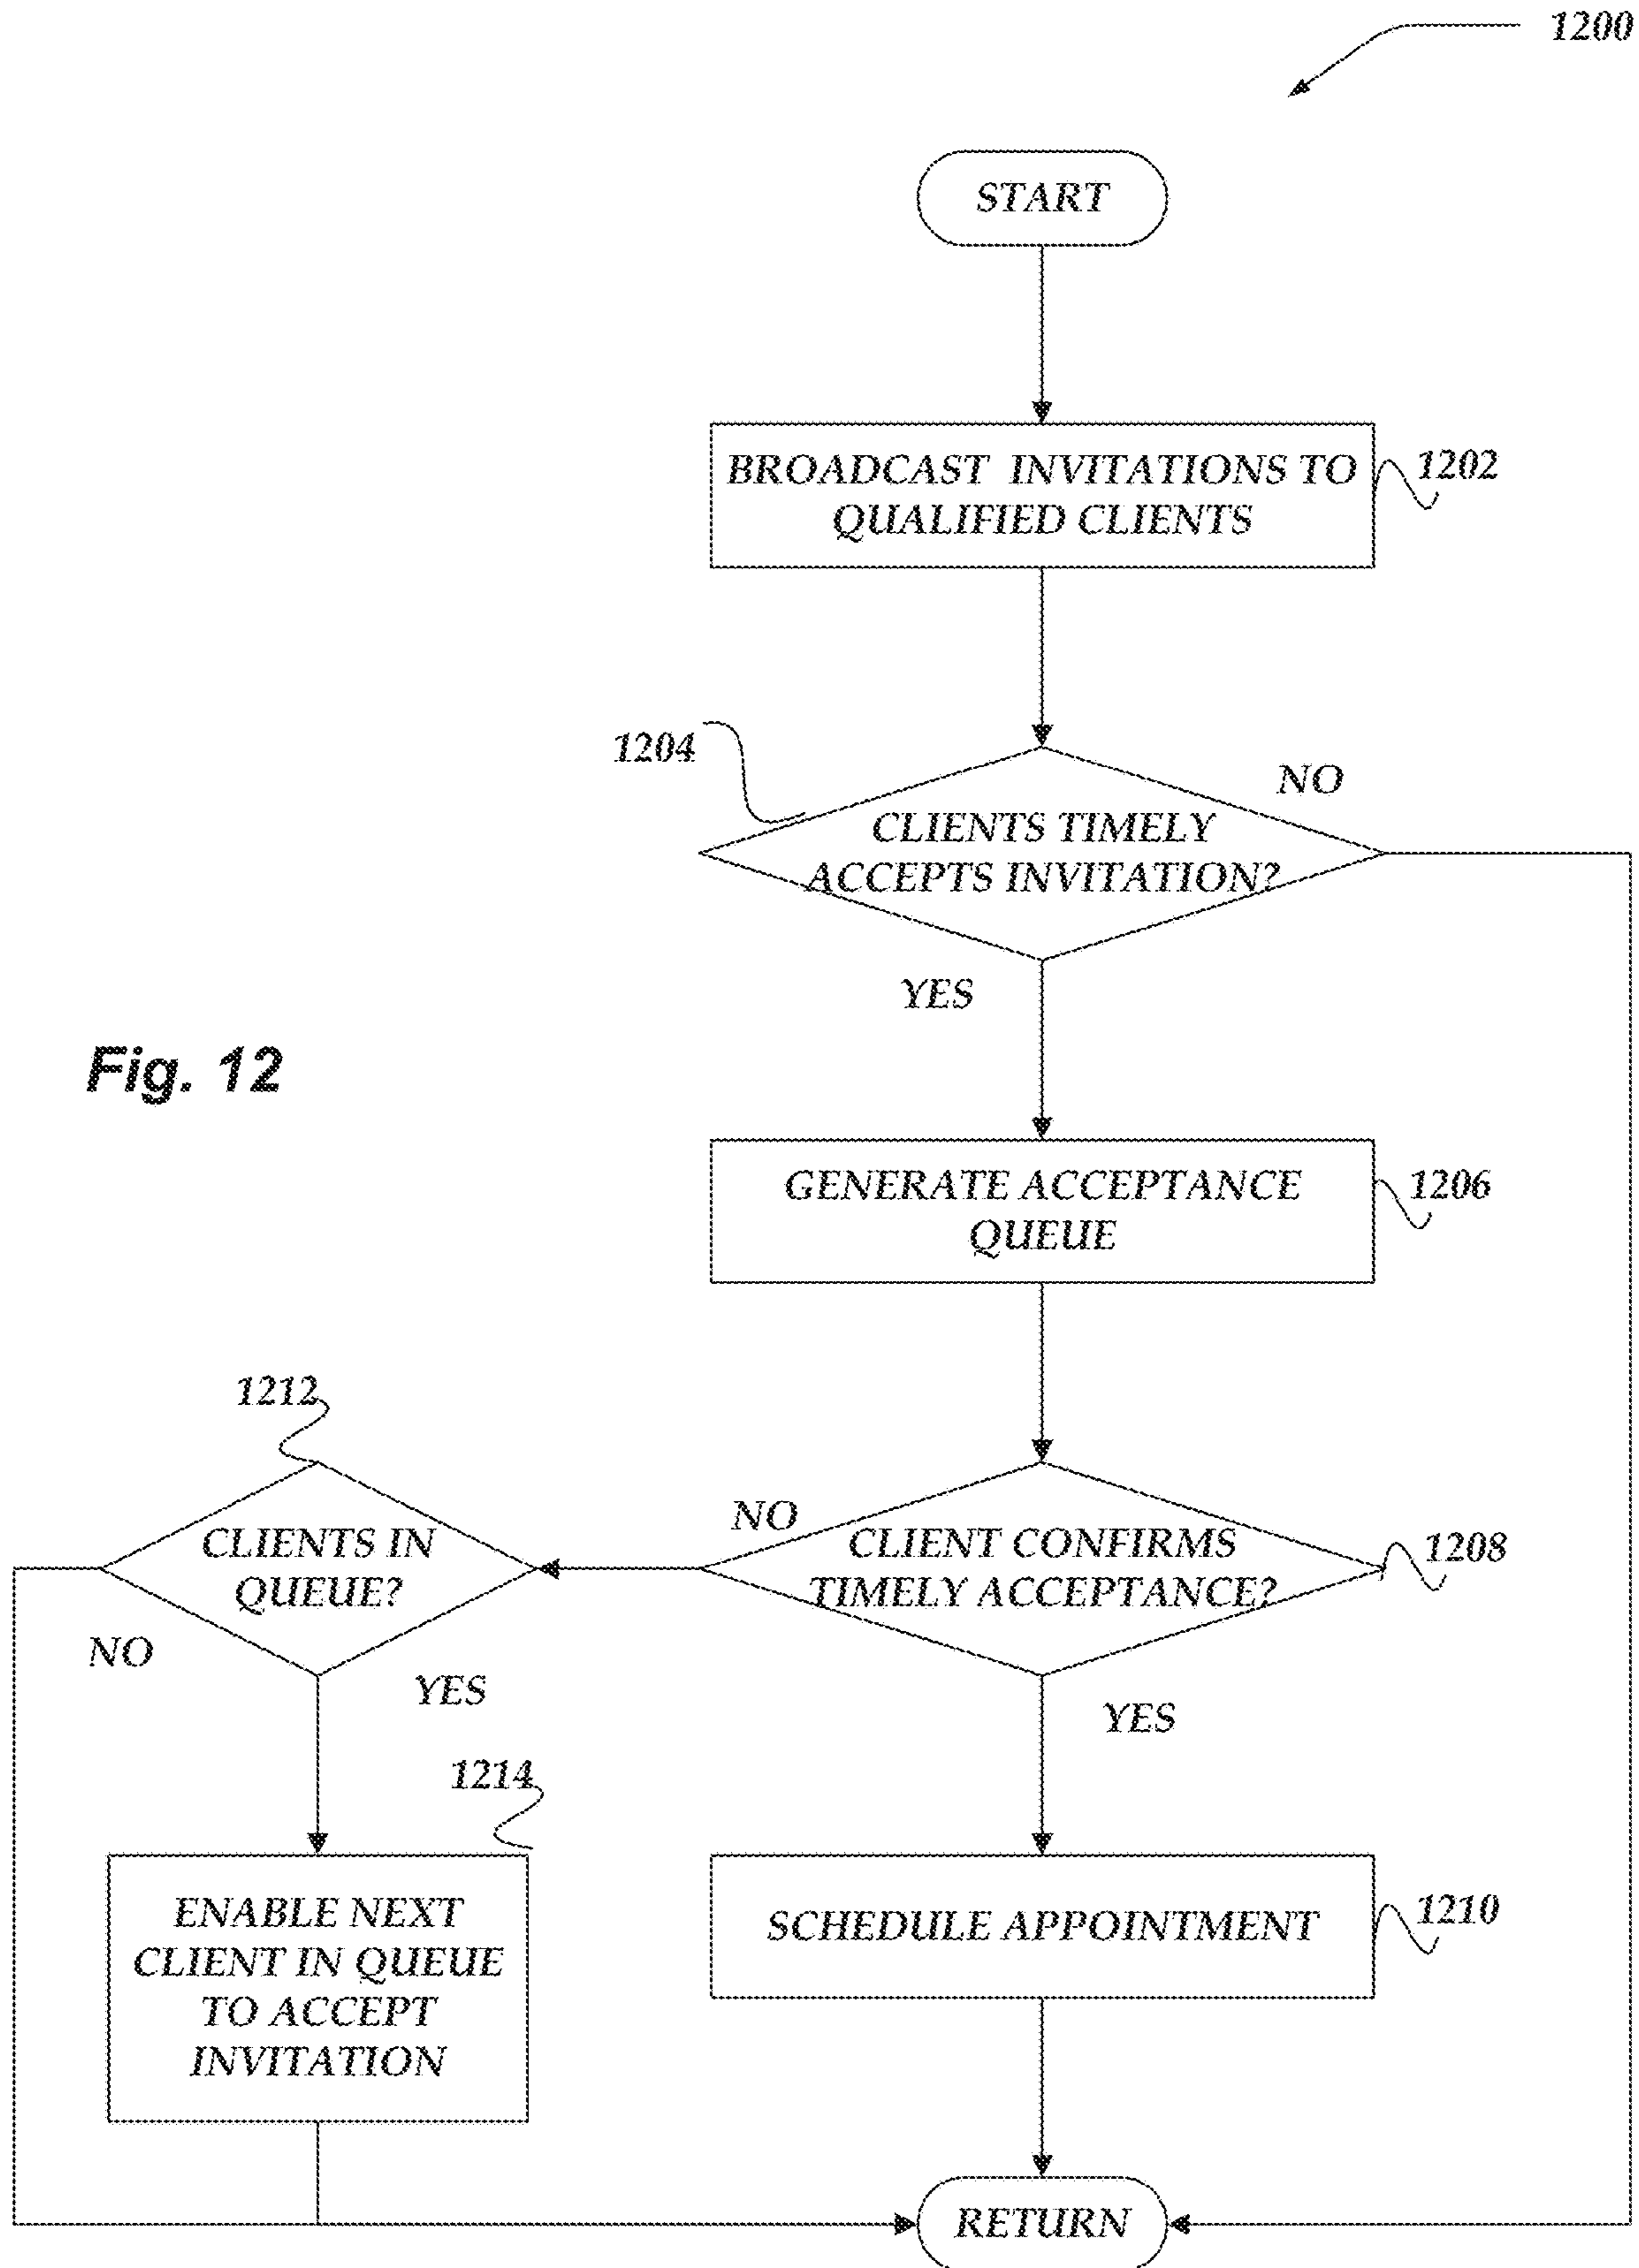 1200
START
BROADCAST INVITATIONS TO
QUALIFIED CLIENTS
1202
1204
NO
CLIENTS TIMELY
ACCEPTS INVITATION?
YES
Fig. 12
GENERATE ACCEPTANCE
QUEUE
1206
1212
NO
CLIENT CONFIRMS
TIMELY ACCEPTANCE?
1208
CLIENTS IN
QUEUE?
NO
YES
YES
1214
ENABLE NEXT
CLIENT IN QUEUE
TO ACCEPT
INVITATION
SCHEDULE APPOINTMENT
1210
RETURN